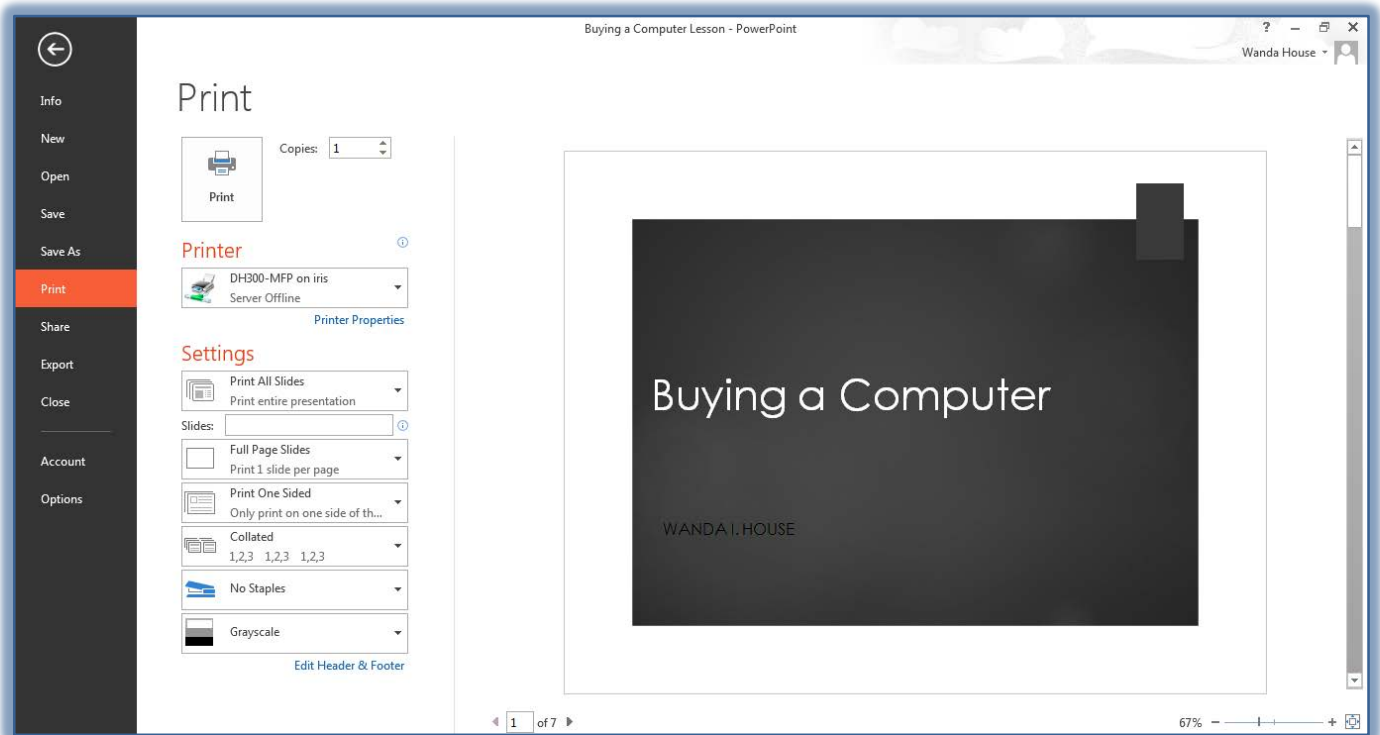 Buying a Computer Lesson - PowerPoint
?
Wanda House
Info
New
Open
Save
Save As
Print
Share
Export
Close
Account
Options
Print
Copies: 1
Print
Printer
DH300-MFP on iris
Server Offline
Printer Properties
Settings
Print All Slides
Print entire presentation
Slides:
Full Page Slides
Print 1 slide per page
Print One Sided
Only print on one side of th...
Collated
1,2,3 1,2,3 1,2,3
No Staples
Grayscale
Edit Header & Footer
Buying a Computer
WANDA I. HOUSE
1 of 7
67%